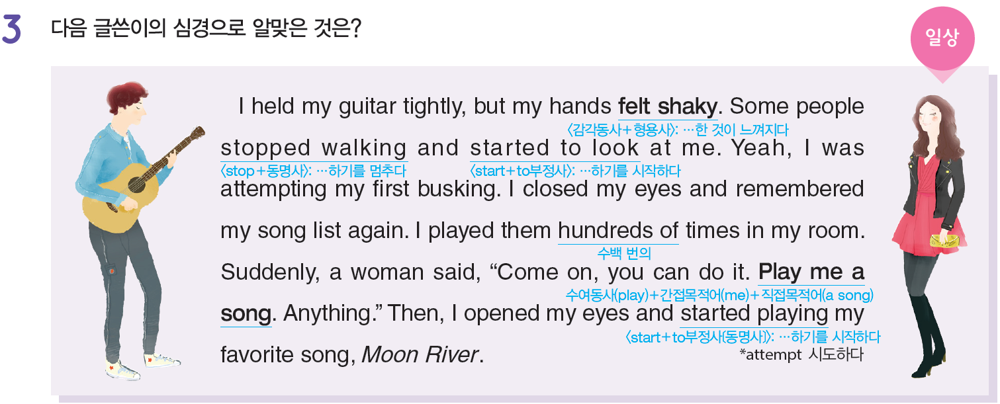 3 다음 글쓴이의 심경으로 알맞은 것은?
일상
I held my guitar tightly, but my hands felt shaky. Some people
〈감각동사+형용사〉: …한 것이 느껴지다
stopped walking and started to look at me. Yeah, I was
〈stop+동명사〉: …하기를 멈추다 〈start+to부정사〉: …하기를 시작하다
attempting my first busking. I closed my eyes and remembered
my song list again. I played them hundreds of times in my room.
수백 번의
Suddenly, a woman said, “Come on, you can do it. Play me a
수여동사(play)+간접목적어(me)+직접목적어(a song)
song. Anything.” Then, I opened my eyes and started playing my
〈start+to부정사[동명사]〉: …하기를 시작하다
favorite song, Moon River.
*attempt 시도하다